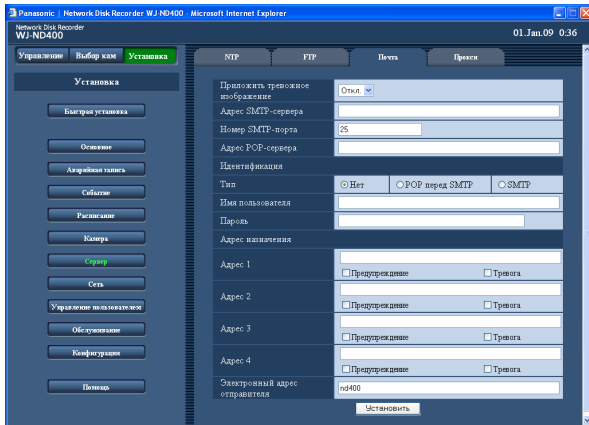 Panasonic | Network Disk Recorder WJ-ND400 - Microsoft Internet Explorer
Network Disk Recorder
WJ-ND400
01.Jan.09 0:36
Управление Выбор кам Установка
NTP FTP Почта Прокси
Установка
Быстрая установка
Основное
Аварийная запись
Событие
Расписание
Камера
Сервер
Сеть
Управление пользователем
Обслуживание
Конфигурация
Помощь
Приложить тревожное
изображение
Откл.
Адрес SMTP-сервера
Номер SMTP-порта 25
Адрес POP-сервера
Идентификация
Тип Нет POP перед SMTP SMTP
Имя пользователя
Пароль
Адрес назначения
Адрес 1
Предупреждение Тревога
Адрес 2
Предупреждение Тревога
Адрес 3
Предупреждение Тревога
Адрес 4
Предупреждение Тревога
Электронный адрес
отправителя
nd400
Установить